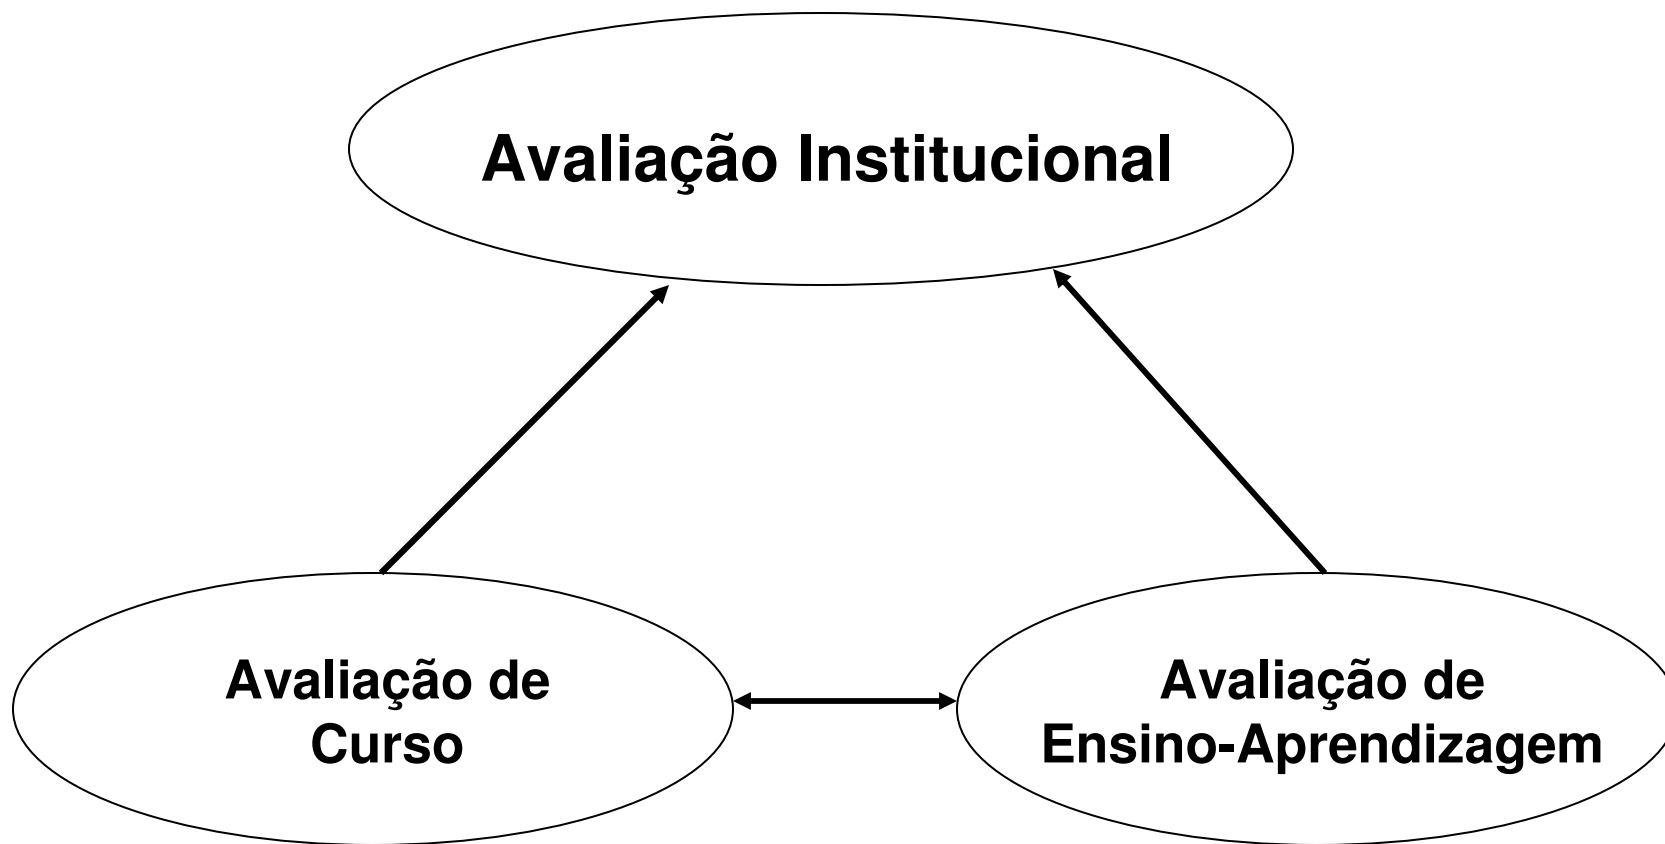 Avaliação Institucional
Avaliação de
Curso
Avaliação de
Ensino-Aprendizagem